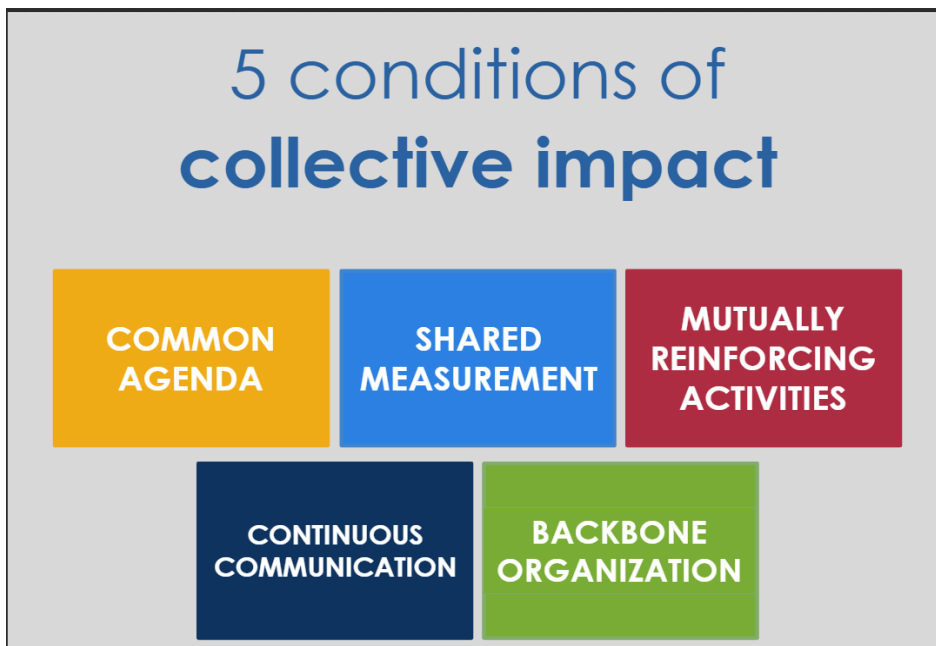 5 conditions of
collective impact
COMMON
AGENDA
SHARED
MEASUREMENT
MUTUALLY
REINFORCING
ACTIVITIES
CONTINUOUS
COMMUNICATION
BACKBONE
ORGANIZATION